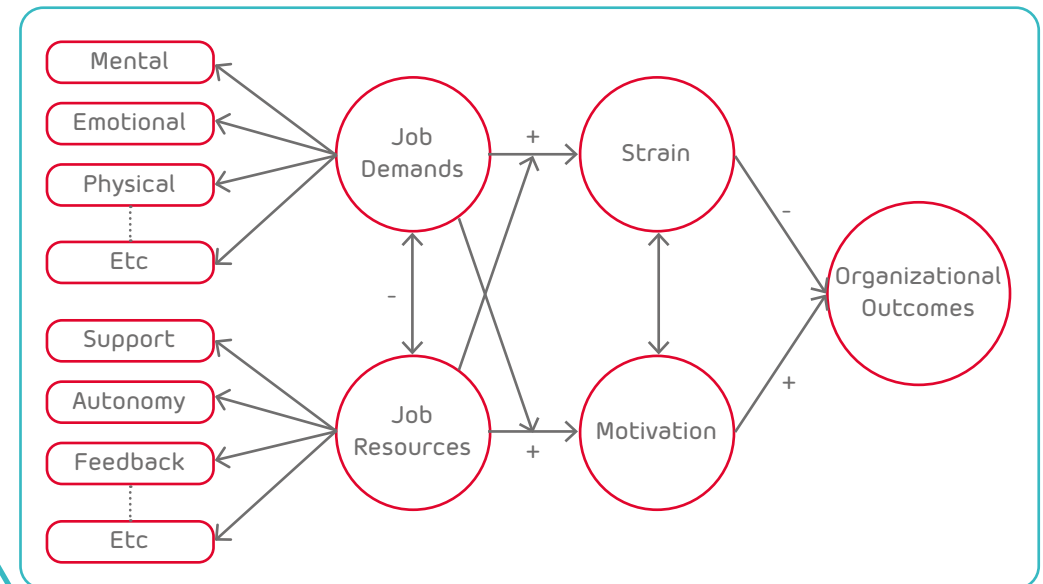 Mental
Emotional
Physical
Etc
Support
Autonomy
Feedback
Etc
Job
Demands
-
Job
Resources
+
+
Strain
Motivation
-
+
Organizational
Outcomes